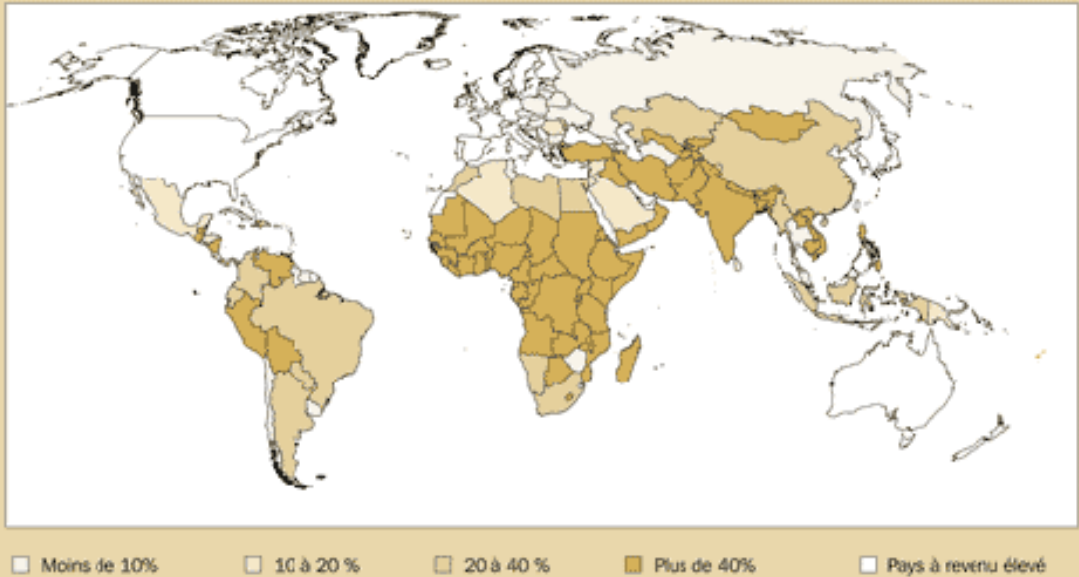 Moins de 10%
10 à 20 %
20 à 40 %
Plus de 40%
Pays à revenu élevé